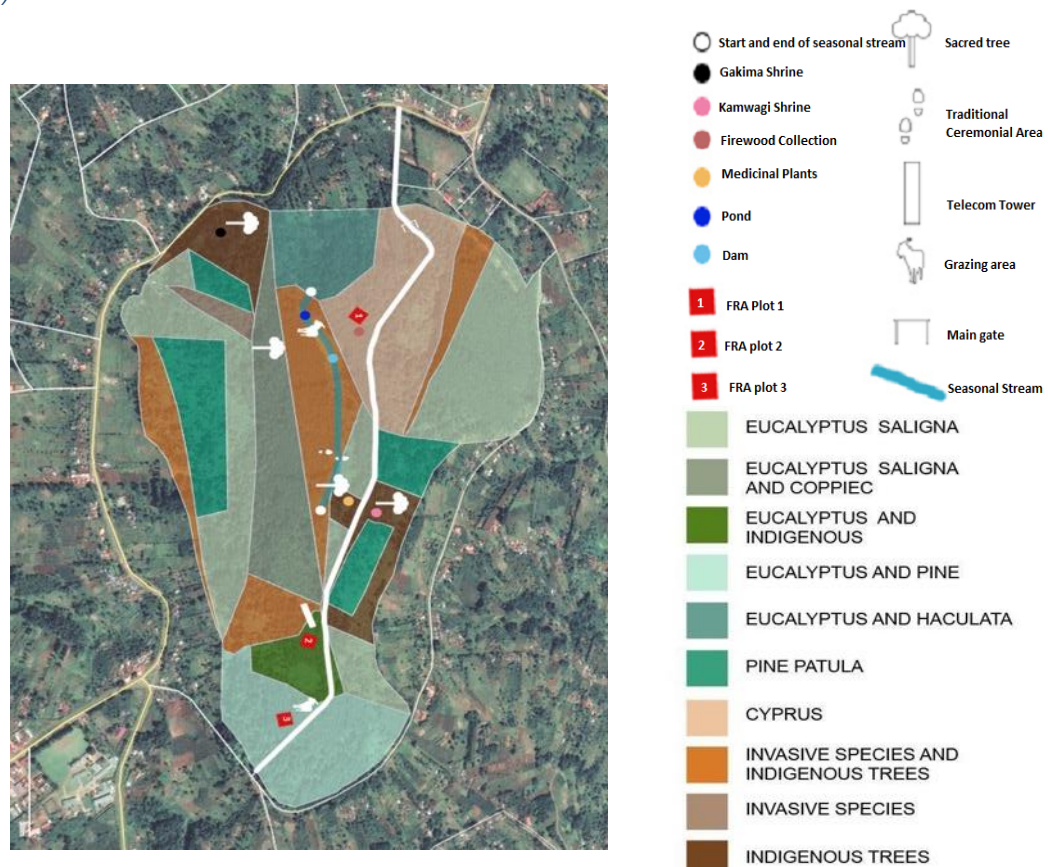 )
Start and end of seasonal stream
Sacred tree
Gakima Shrine
Kamwagi Shrine
Traditional
Ceremonial Area
Firewood Collection
Medicinal Plants
Telecom Tower
Pond
Dam
Grazing area
1
FRA Plot 1
Main gate
2
FRA plot 2
3
FRA plot 3
Seasonal Stream
EUCALYPTUS SALIGNA
EUCALYPTUS SALIGNA
AND COPPIEC
EUCALYPTUS AND
INDIGENOUS
EUCALYPTUS AND PINE
EUCALYPTUS AND HACULATA
PINE PATULA
CYPRUS
INVASIVE SPECIES AND
INDIGENOUS TREES
INVASIVE SPECIES
INDIGENOUS TREES
1
2
3